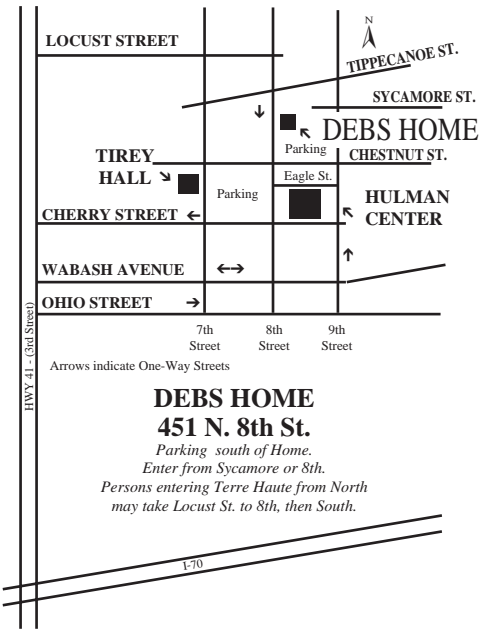 N
LOCUST STREET
TIPPECANOE ST.
SYCAMORE ST.
DEBS HOME
Parking
CHESTNUT ST.
TIREY
HALL
Eagle St.
Parking
HULMAN
CENTER
CHERRY STREET
WABASH AVENUE
OHIO STREET
HWY 41 - (3rd Street)
7th
Street
8th
Street
9th
Street
Arrows indicate One-Way Streets
DEBS HOME
451 N. 8th St.
Parking south of Home.
Enter from Sycamore or 8th.
Persons entering Terre Haute from North
may take Locust St. to 8th, then South.
I-70